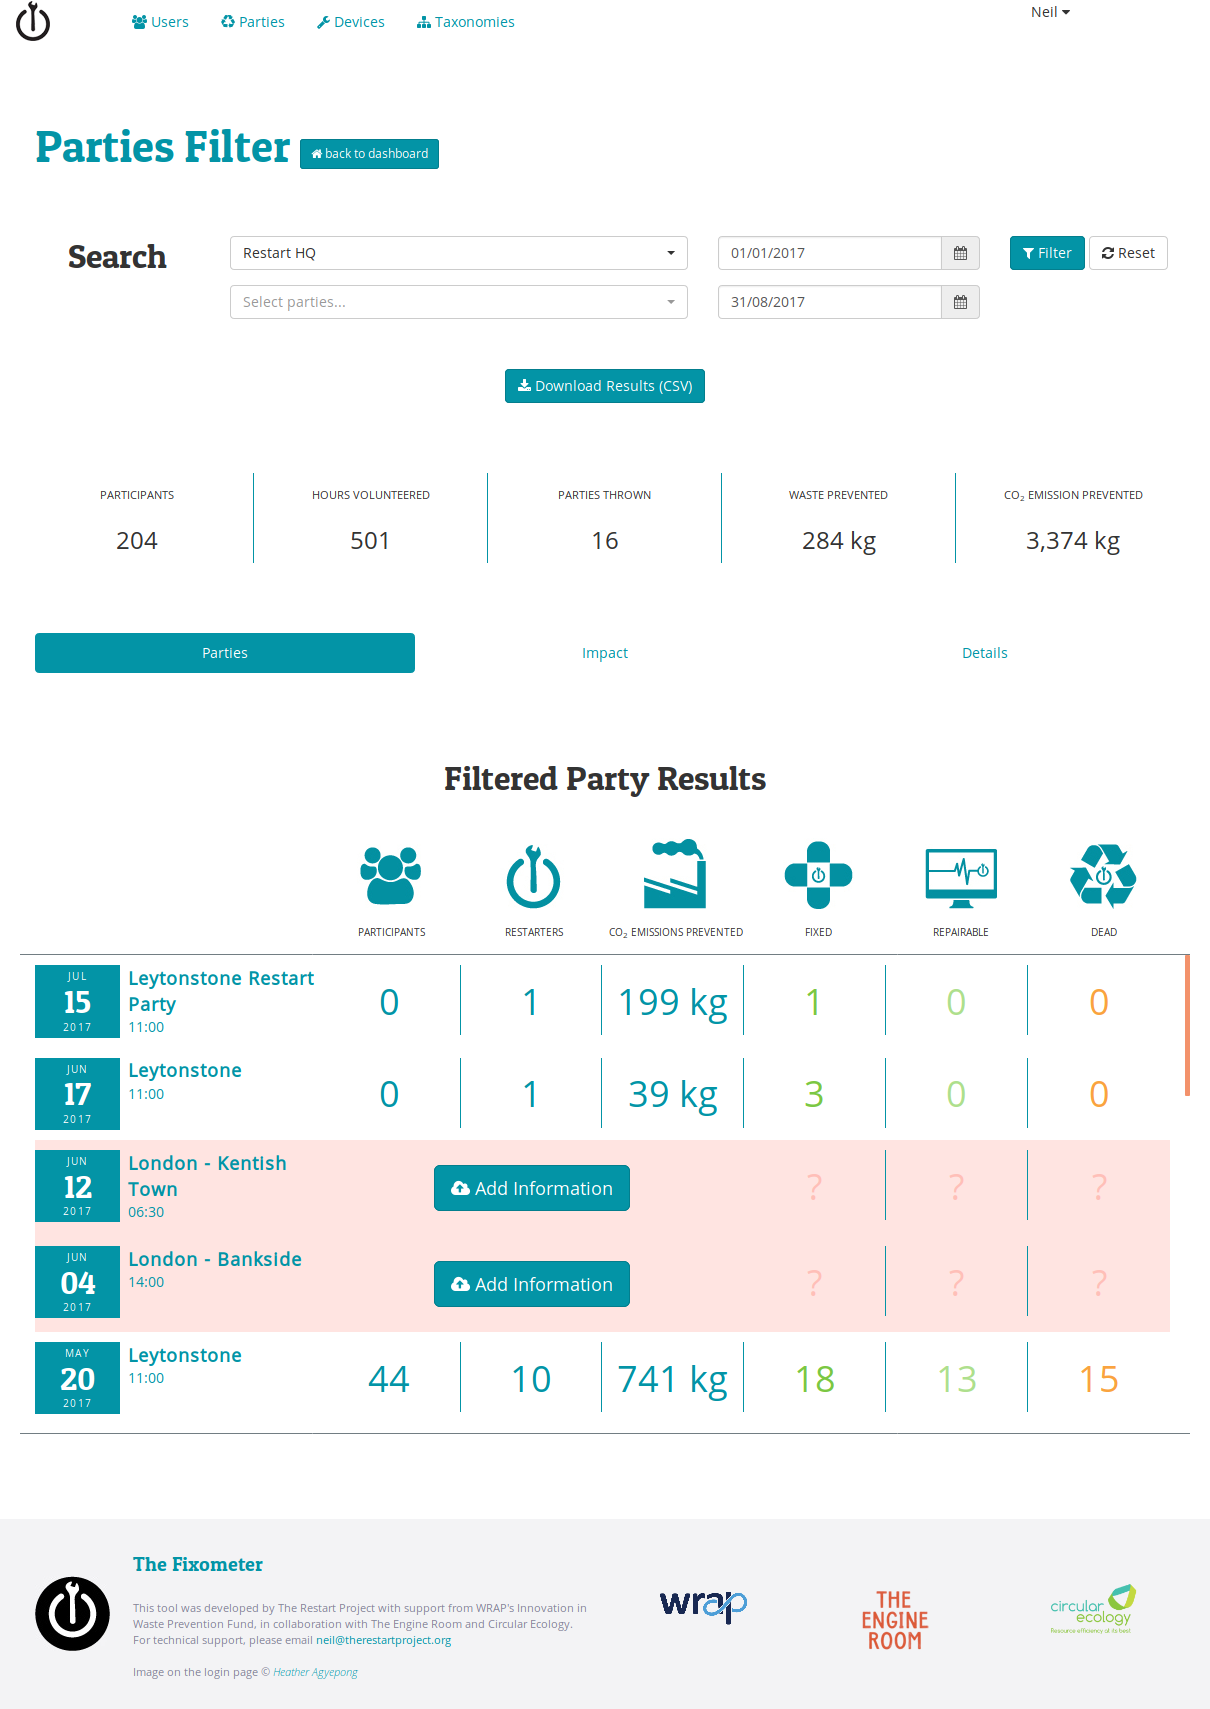 Users Parties Devices Taxonomies Neil
Parties Filter back to dashboard
Search Restart HQ 01/01/2017 Filter Reset
Select parties... 31/08/2017
Download Results (CSV)
PARTICIPANTS HOURS VOLUNTEERED PARTIES THROWN WASTE PREVENTED CO₂ EMISSION PREVENTED
204 501 16 284 kg 3,374 kg
Parties Impact Details
Filtered Party Results
PARTICIPANTS RESTARTERS CO₂ EMISSIONS PREVENTED FIXED REPAIRABLE DEAD
JUL
15
2017
Leytonstone Restart
Party
11:00
0 1 199 kg 1 0 0
JUN
17
2017
Leytonstone
11:00
0 1 39 kg 3 0 0
JUN
12
2017
London - Kentish
Town
06:30
Add Information ? ? ?
JUN
04
2017
London - Bankside
14:00
Add Information ? ? ?
MAY
20
2017
Leytonstone
11:00
44 10 741 kg 18 13 15
The Fixometer
This tool was developed by The Restart Project with support from WRAP's Innovation in
Waste Prevention Fund, in collaboration with The Engine Room and Circular Ecology.
For technical support, please email neil@therestartproject.org
Image on the login page © Heather Agyepong
wrap
THE
ENGINE
ROOM
circular
ecology
Resource efficiency at its best